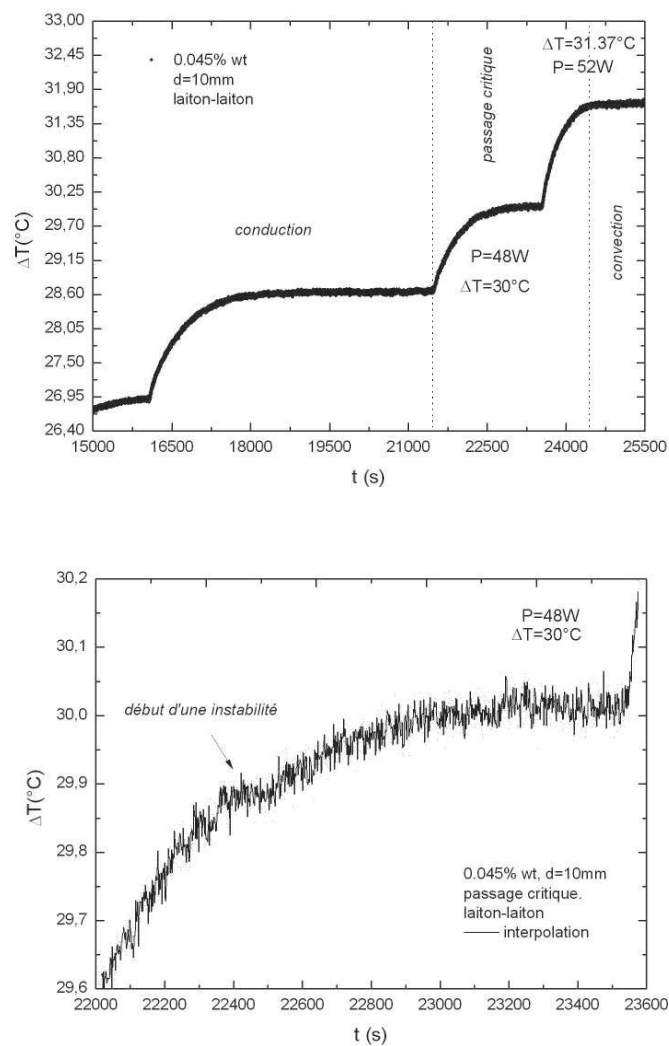 33,00
32,45
31,90
31,35
30,80
30,25
29,70
29,15
28,60
28,05
27,50
26,95
26,40
ΔT(°C)
0.045% wt
d=10mm
laiton-laiton
conduction
passage critique
ΔT=31.37°C
P=52W
P=48W
ΔT=30°C
convection
15000 16500 18000 19500 21000 22500 24000 25500
t (s)
30,2
30,1
30,0
29,9
29,8
29,7
29,6
ΔT(°C)
P=48W
ΔT=30°C
début d'une instabilité
0.045% wt, d=10mm
passage critique.
laiton-laiton
interpolation
22000 22200 22400 22600 22800 23000 23200 23400 23600
t (s)